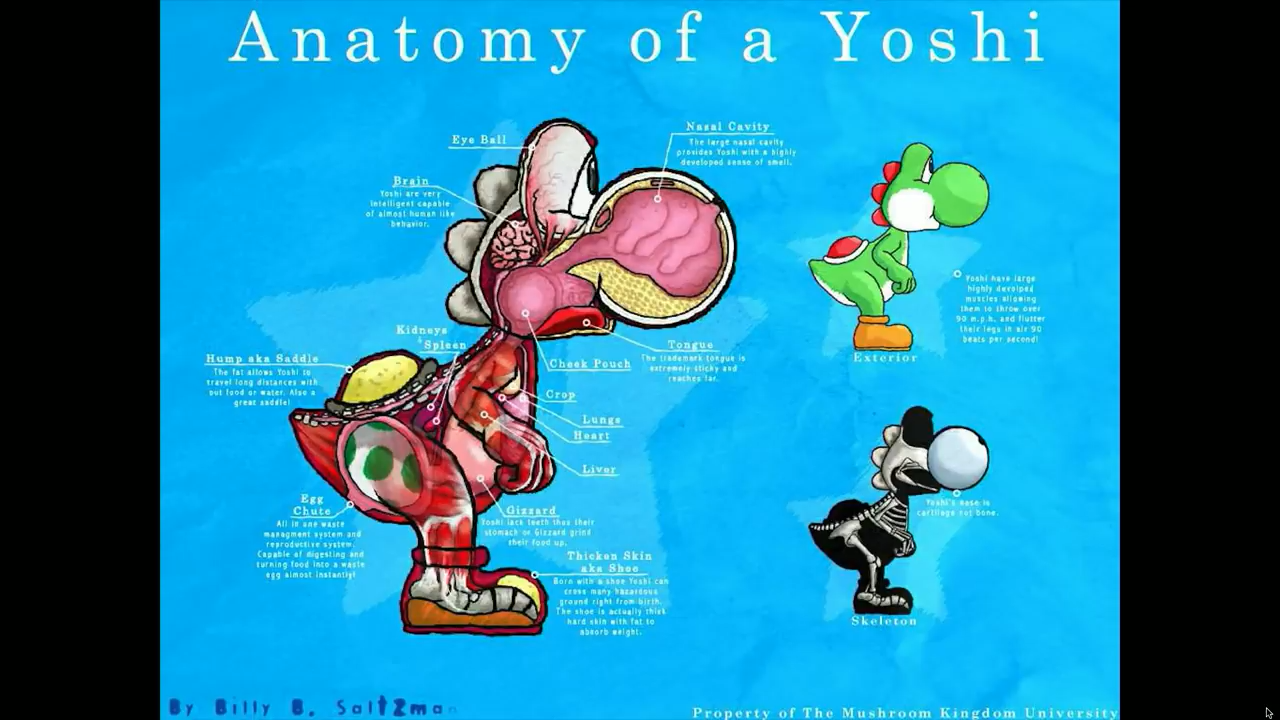 Anatomy of a Yoshi
Eye Ball
Nasal Cavity
The large nasal cavity
provides Yoshi with a highly
developed sense of smell.
Brain
Yoshi are very
intelligent capable
of almost human like
behavior.
Yoshi have large
highly devolped
muscles allowing
them to throw over
90 m.p.h. and flutter
their legs in air 90
beats per second!
Exterior
Kidneys
& Spleen
Hump aka Saddle
The fat allows Yoshi to
travel long distances with
out food or water. Also a
great saddle!
Tongue
The trademark tongue is
extremely sticky and
reaches far.
Cheek Pouch
Crop
Lungs
Heart
Liver
Egg
Chute
All in one waste
managment system and
reproductive system.
Capable of digesting and
turning food into a waste
egg almost instantly!
Gizzard
Yoshi lack teeth thus their
stomach or Gizzard grind
their food up.
Thicken Skin
aka Shoe
Born with a shoe Yoshi can
cross many hazardous
ground right from birth.
The shoe is actually thick
hard skin with fat to
absorb weight.
Yoshi's nose is
cartilage not bone.
Skeleton
By Billy B. Saltzman
Property of The Mushroom Kingdom University